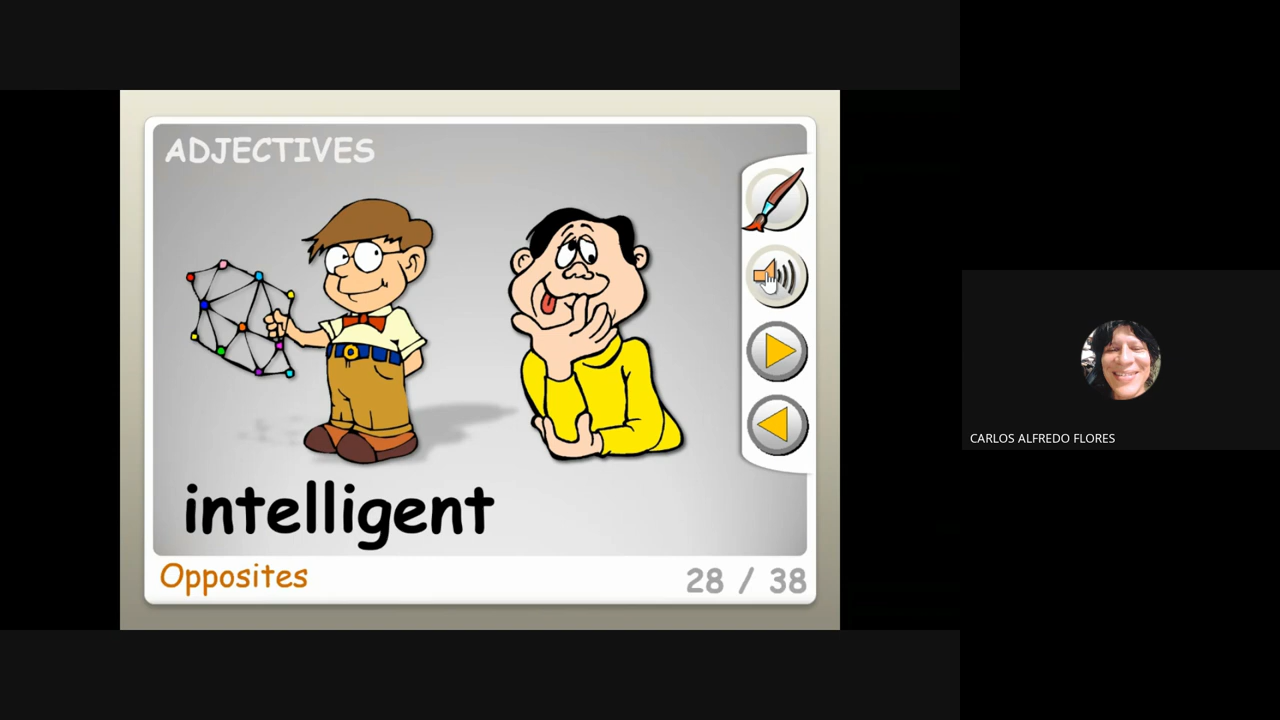 ADJECTIVES
intelligent
Opposites
28 / 38
CARLOS ALFREDO FLORES